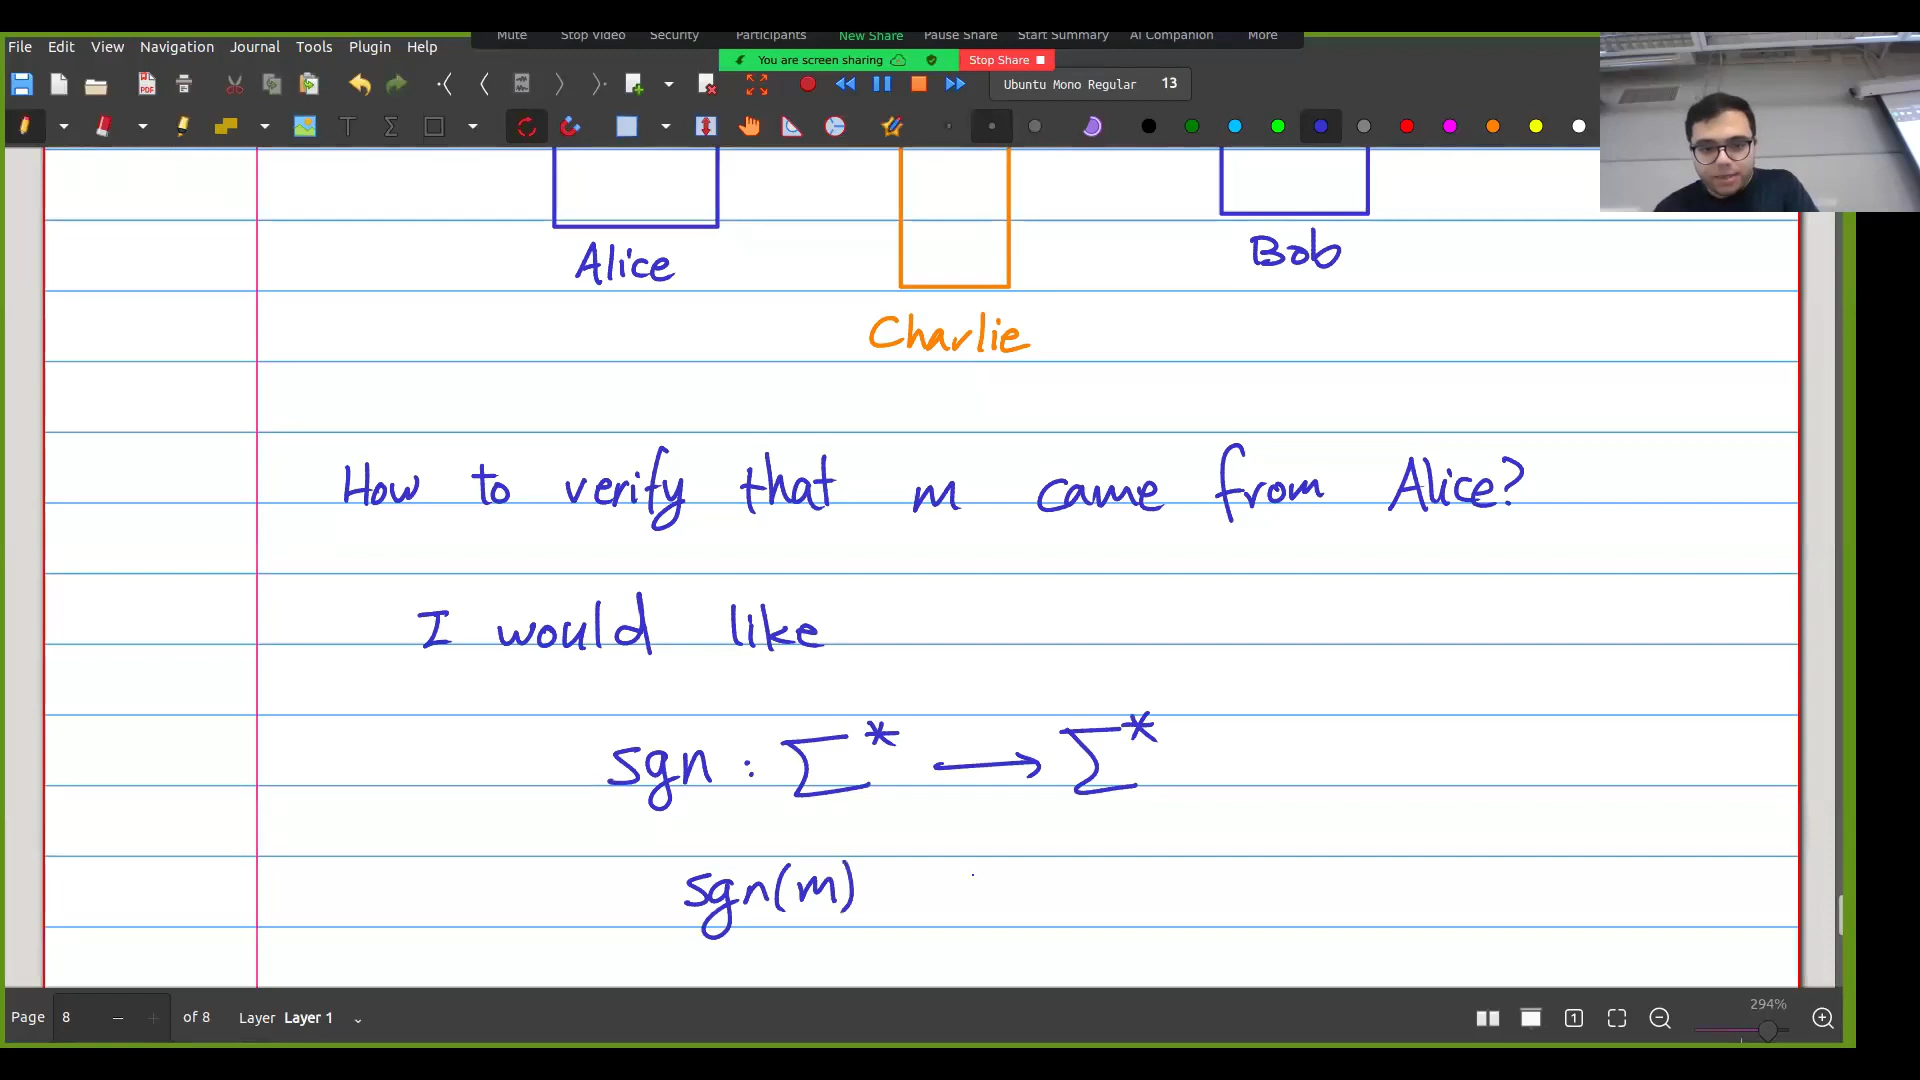 Mute Stop Video Security Participants New Share Pause Share Start Summary AI Companion More
File Edit View Navigation Journal Tools Plugin Help
You are screen sharing Stop Share
Ubuntu Mono Regular 13
Alice
Bob
Charlie
How to verify that m came from Alice?
I would like
sgn : Σ* → Σ*
sgn(m)
Page 8 of 8 Layer Layer 1
294%